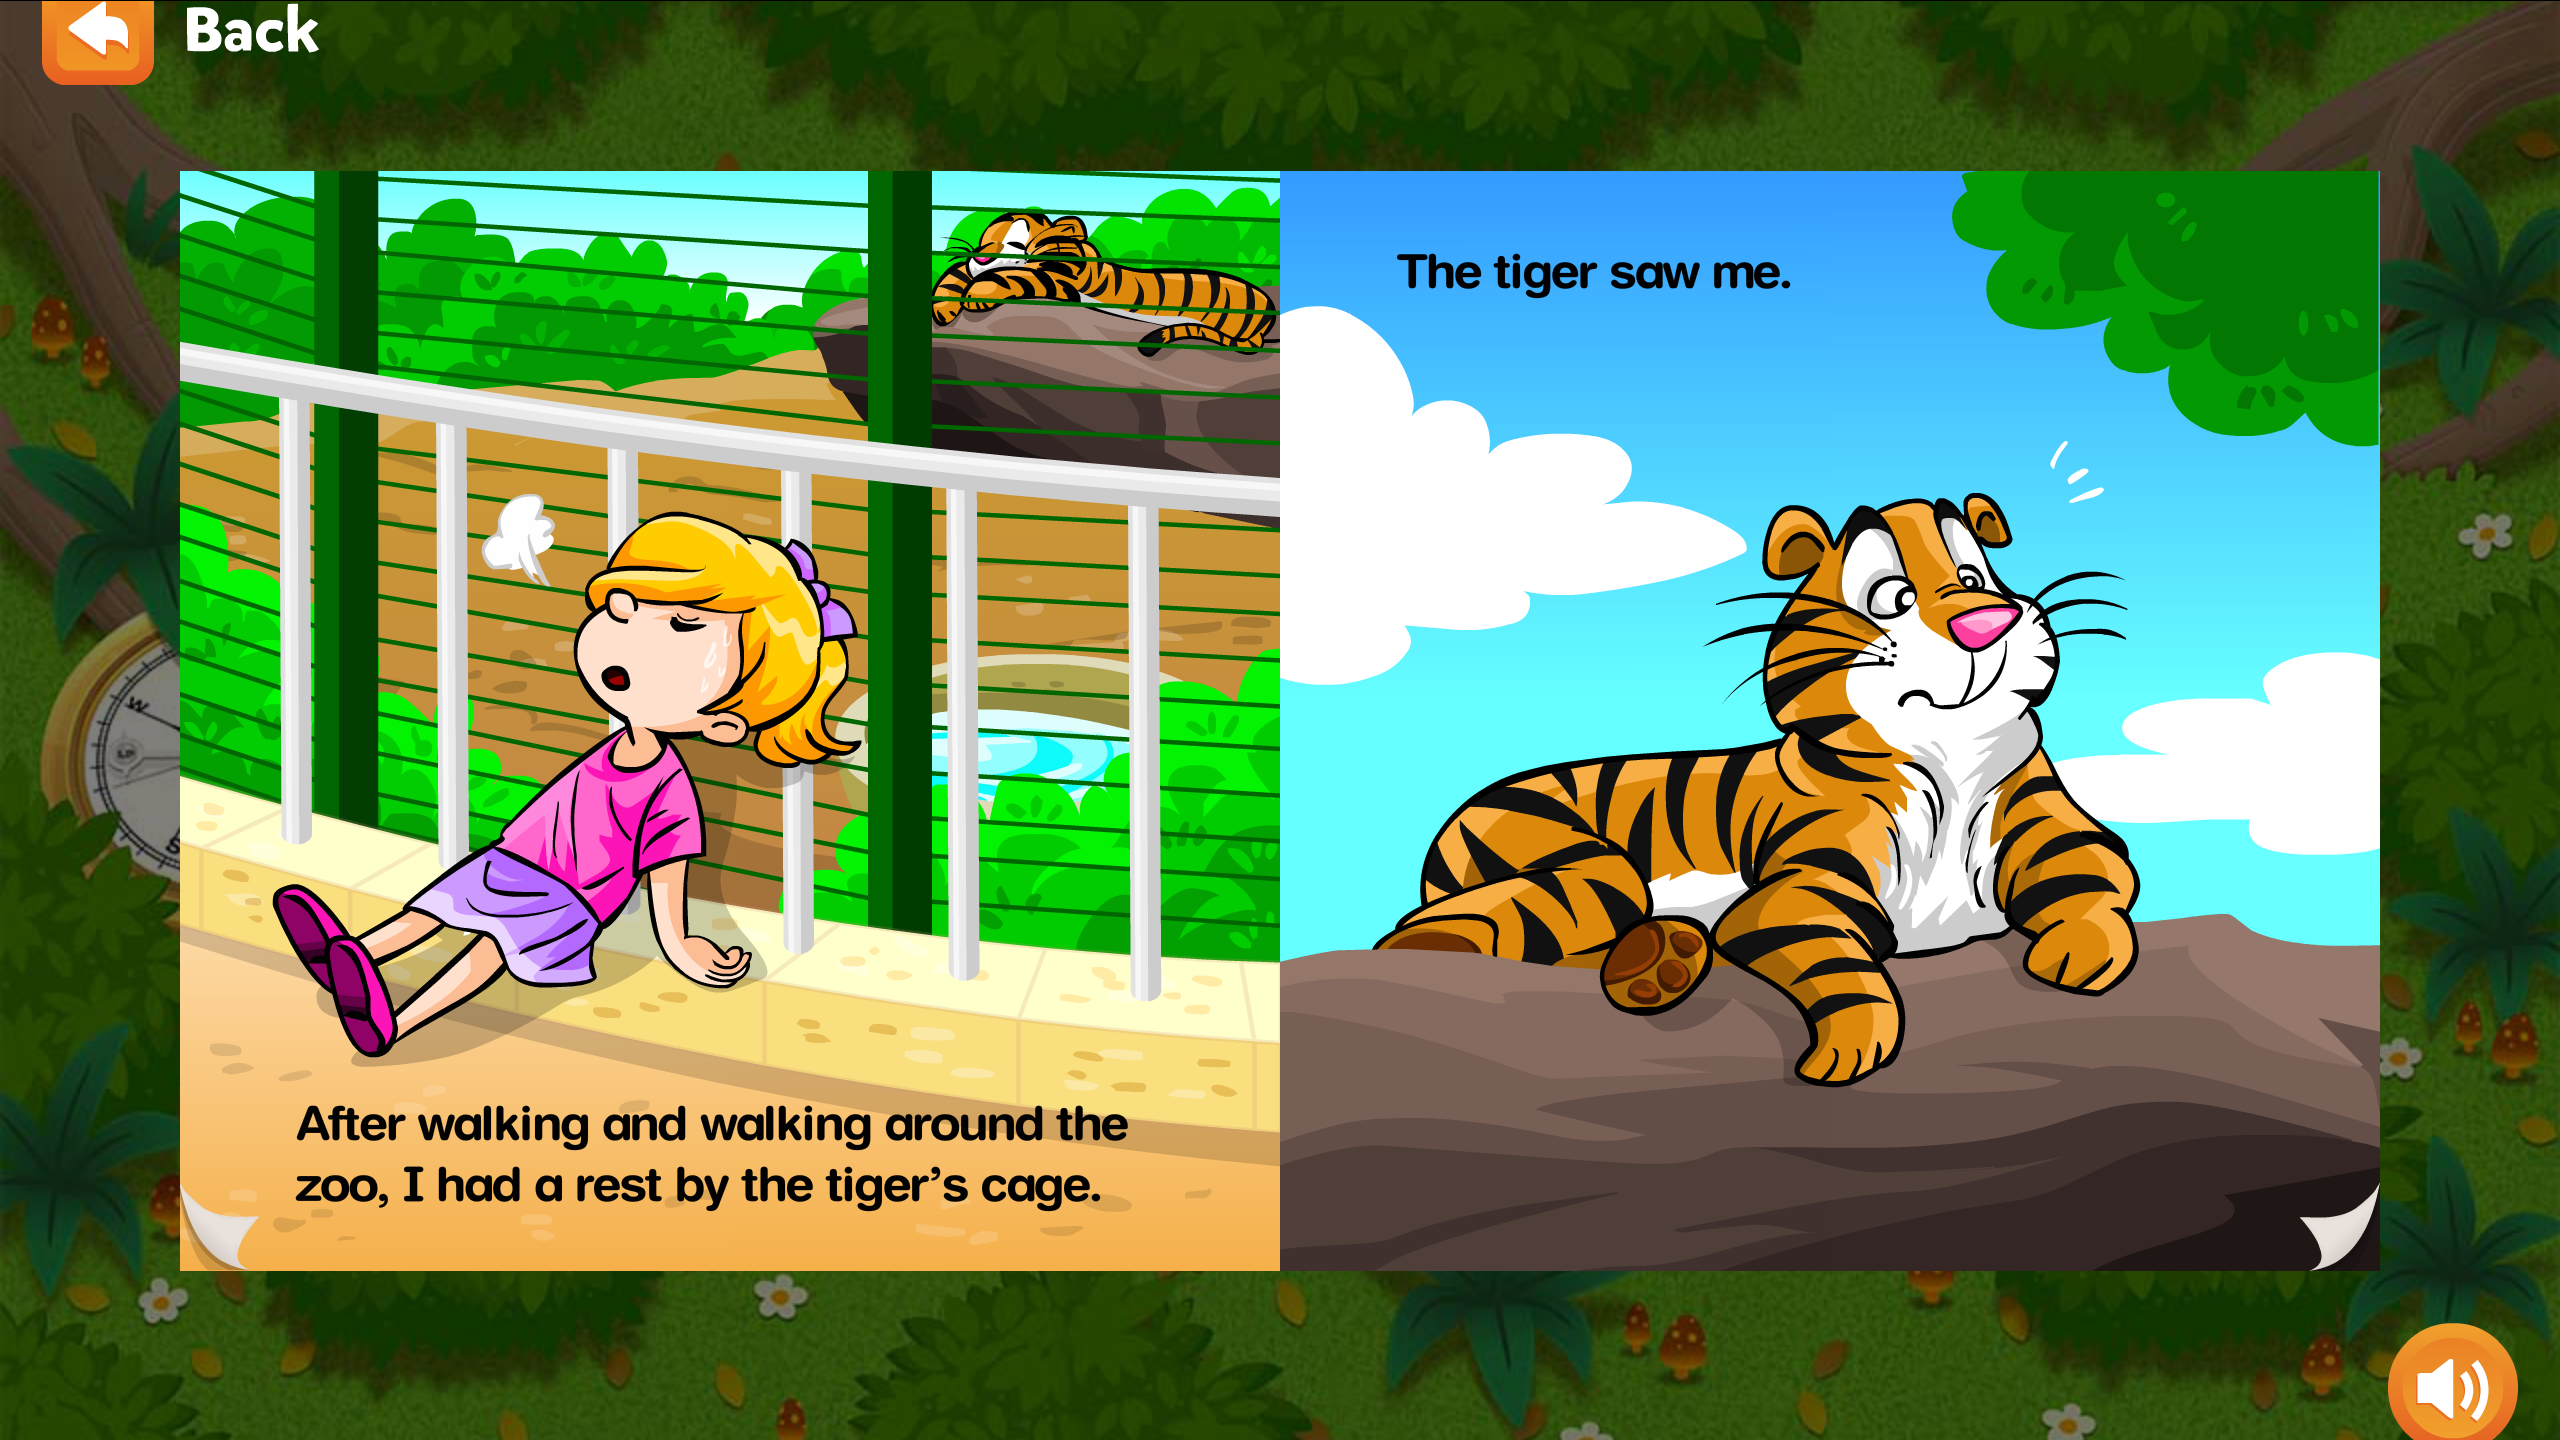 Back
After walking and walking around the
zoo, I had a rest by the tiger's cage.
The tiger saw me.
W
S